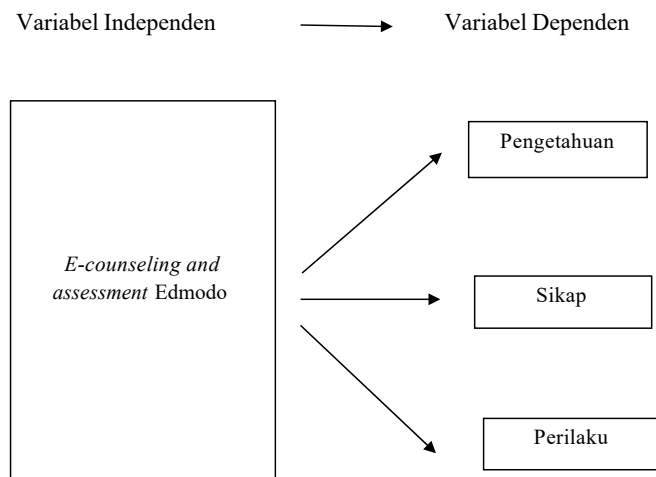 Variabel Independen
Variabel Dependen
Pengetahuan
E-counseling and
assessment Edmodo
Sikap
Perilaku